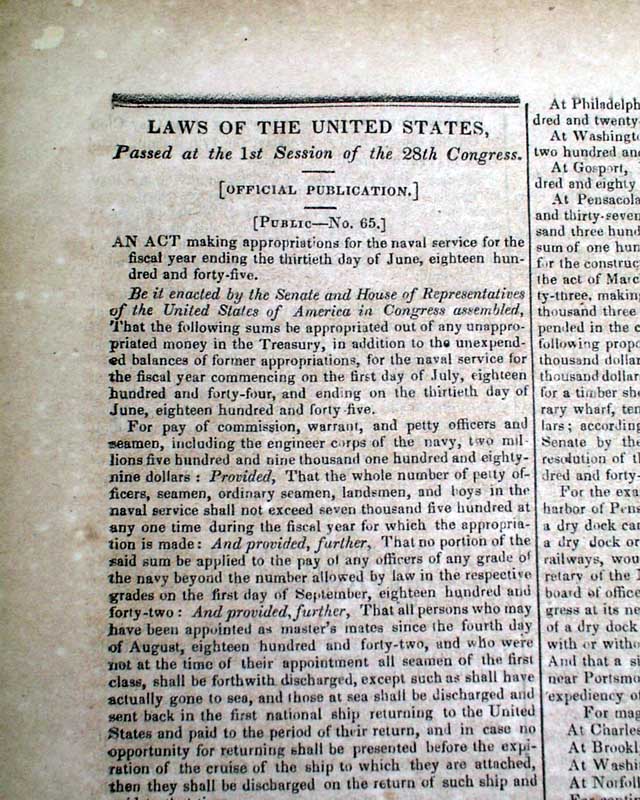 LAWS OF THE UNITED STATES,
Passed at the 1st Session of the 28th Congress.
[OFFICIAL PUBLICATION.]
[PUBLIC—No. 65.]
AN ACT making appropriations for the naval service for the
fiscal year ending the thirtieth day of June, eighteen hun-
dred and forty-five.
Be it enacted by the Senate and House of Representatives
of the United States of America in Congress assembled,
That the following sums be appropriated out of any unappro-
priated money in the Treasury, in addition to the unexpend-
ed balances of former appropriations, for the naval service for
the fiscal year commencing on the first day of July, eighteen
hundred and forty-four, and ending on the thirtieth day of
June, eighteen hundred and forty-five.
For pay of commission, warrant, and petty officers and
seamen, including the engineer corps of the navy, two mil-
lions five hundred and nine thousand one hundred and eighty-
nine dollars: Provided, That the whole number of petty of-
ficers, seamen, ordinary seamen, landsmen, and boys in the
naval service shall not exceed seven thousand five hundred at
any one time during the fiscal year for which the appropria-
tion is made: And provided, further, That no portion of the
said sum be applied to the pay of any officers of any grade of
the navy beyond the number allowed by law in the respective
grades on the first day of September, eighteen hundred and
forty-two: And provided, further, That all persons who may
have been appointed as master's mates since the fourth day
of August, eighteen hundred and forty-two, and who were
not at the time of their appointment all seamen of the first
class, shall be forthwith discharged, except such as shall have
actually gone to sea, and those at sea shall be discharged and
sent back in the first national ship returning to the United
States and paid to the period of their return, and in case no
opportunity for returning shall be presented before the expi-
ration of the cruise of the ship to which they are attached,
then they shall be discharged on the return of such ship and
At Philadelph
dred and twenty-
At Washingt
two hundred an
At Gosport,
dred and eighty
At Pensacola
and thirty-seven
sand three hund
sum of one hun
for the construc
the act of Marc
ty-three, makin
thousand three
pended in the c
following propo
thousand dollar
thousand dollar
for a timber she
rary wharf, ten
lars; according
Senate by the
resolution of th
dred and forty-
For the exp
harbor of Pens
a dry dock car
a dry dock or
railways, wou
retary of the
board of office
gress at its ne
of a dry dock
with or witho
And that a si
near Portsmo
expediency o
For mag
At Charles
At Brookl
At Washi
At Norfol